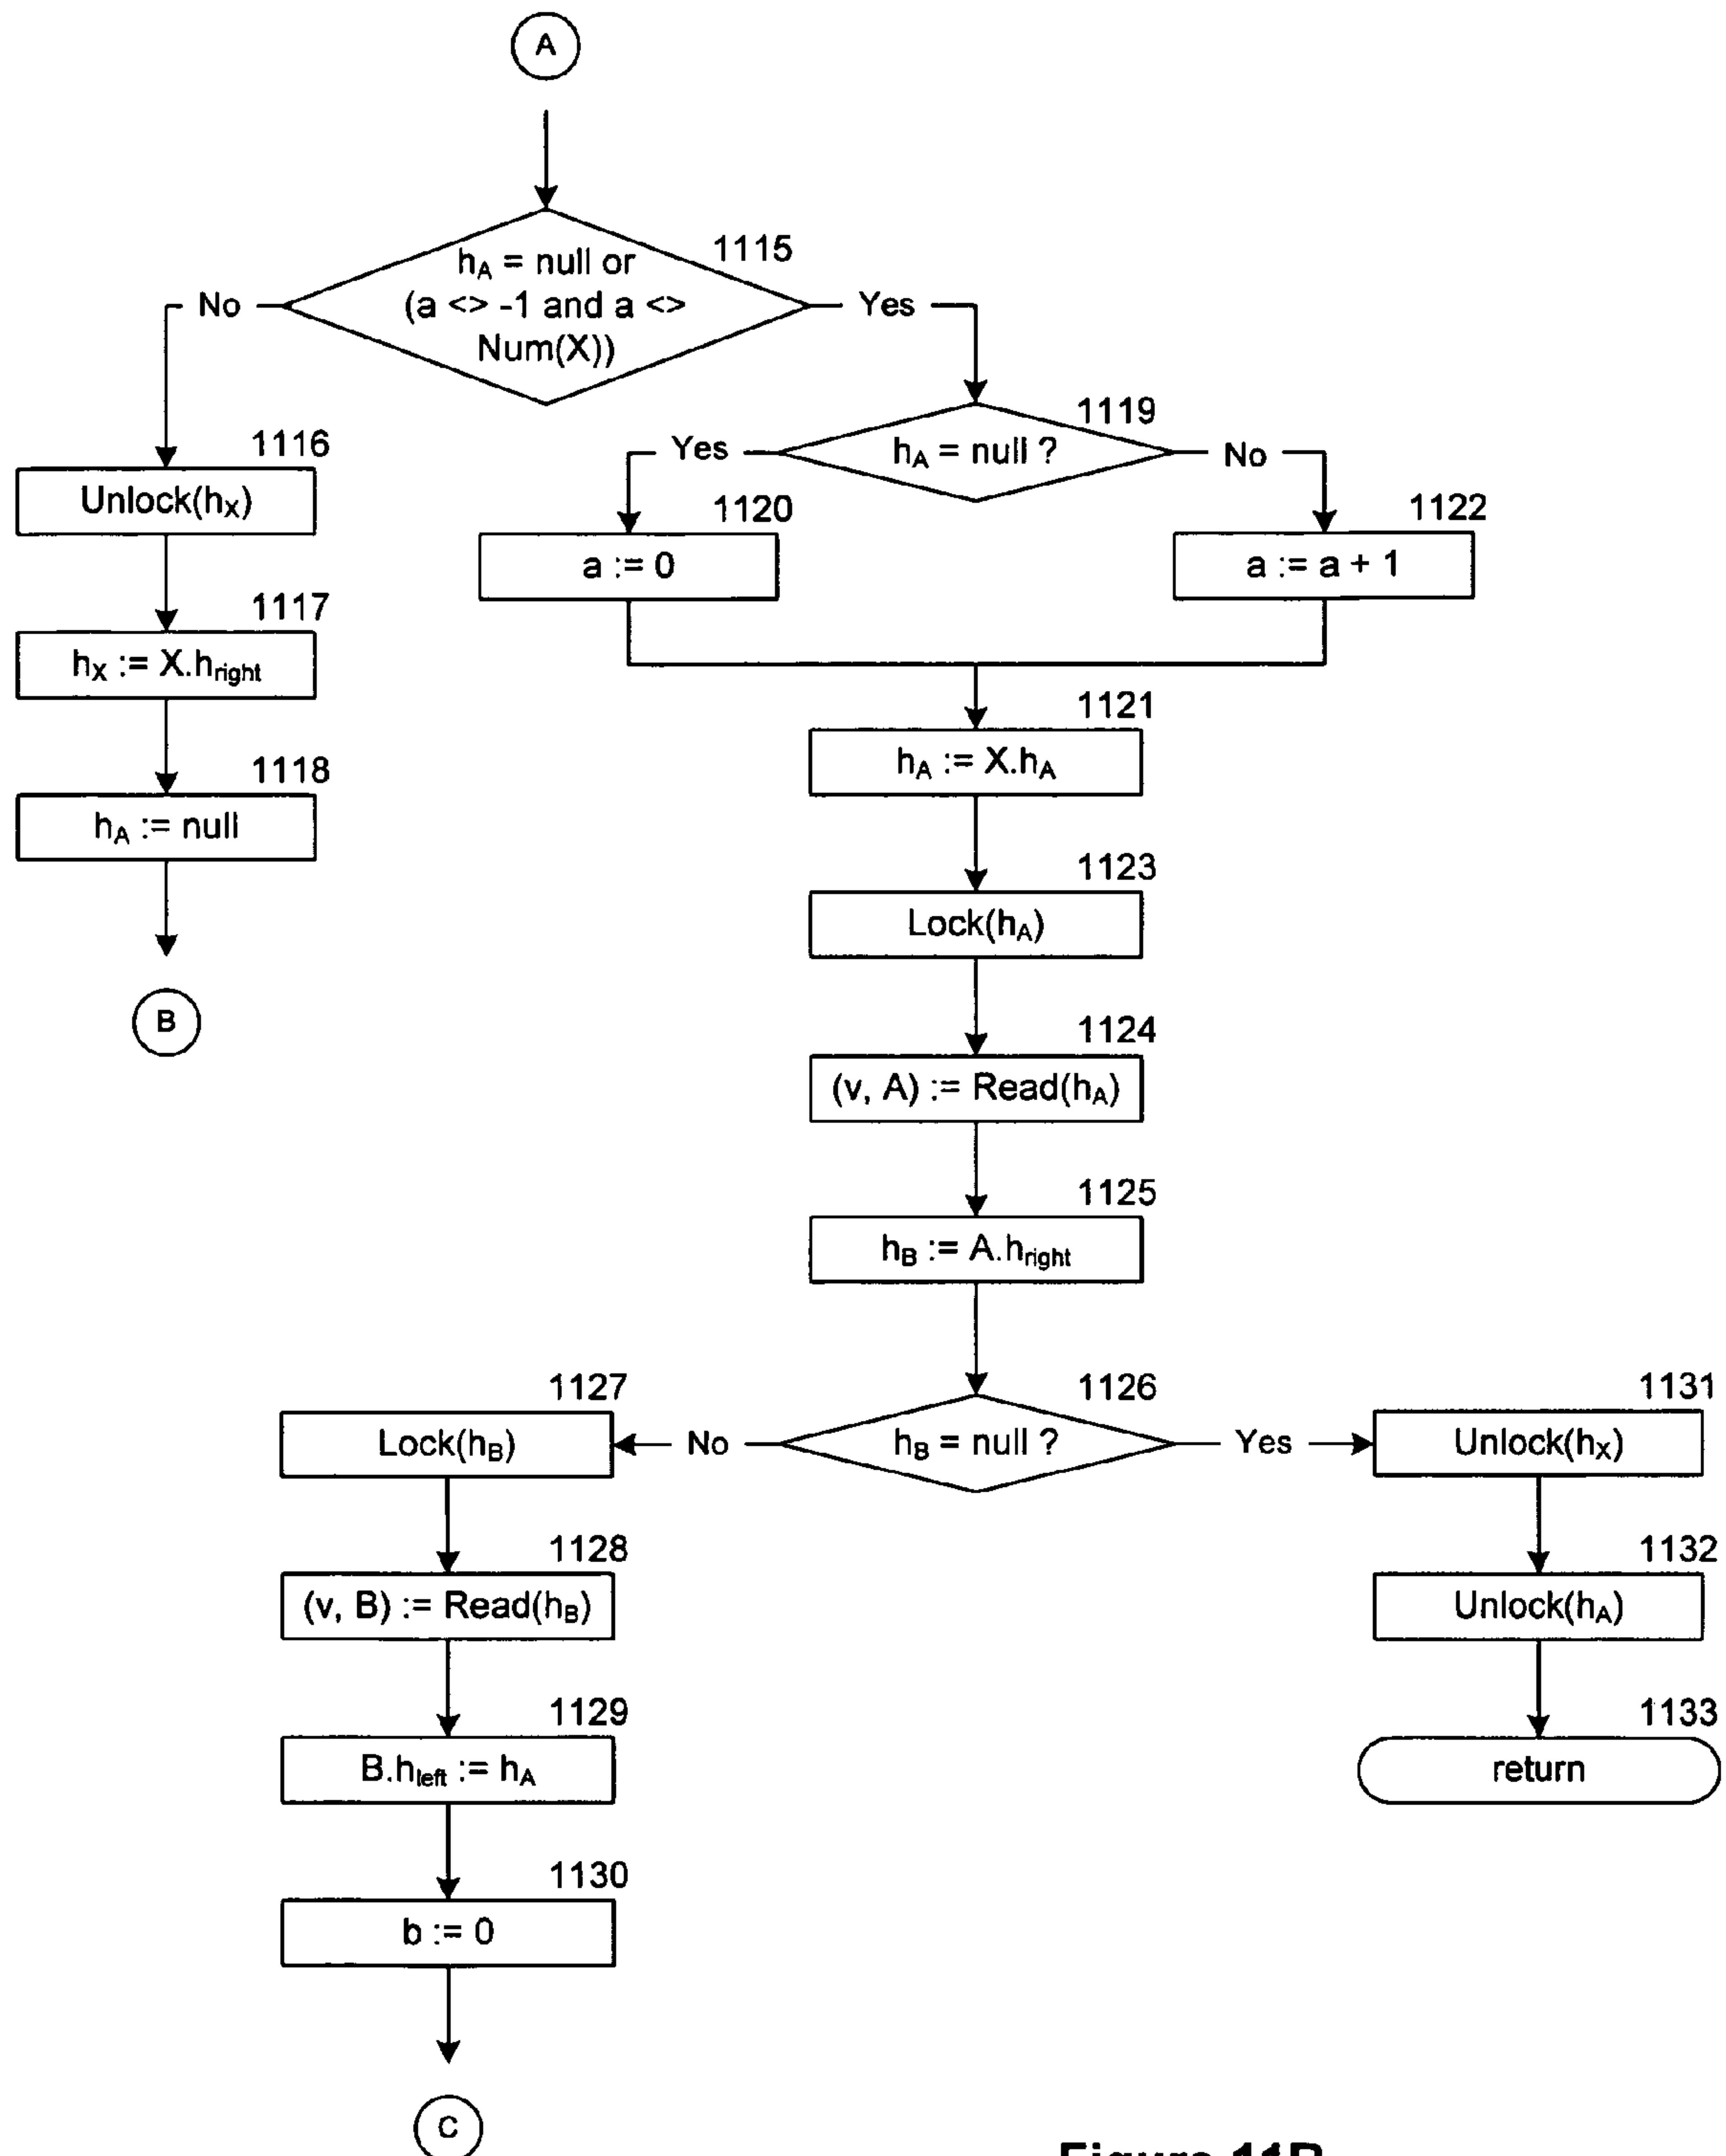 A
1115
hA = null or
(a <> -1 and a <>
Num(X))
No
Yes
1119
hA = null ?
Yes
No
1116
Unlock(hX)
1120
a := 0
1122
a := a + 1
1117
hX := X.hright
1121
hA := X.hA
1118
hA := null
1123
Lock(hA)
B
1124
(v, A) := Read(hA)
1125
hB := A.hright
1126
hB = null ?
No
Yes
1127
Lock(hB)
1131
Unlock(hX)
1128
(v, B) := Read(hB)
1132
Unlock(hA)
1129
B.hleft := hA
1133
return
1130
b := 0
C
Figure 11B